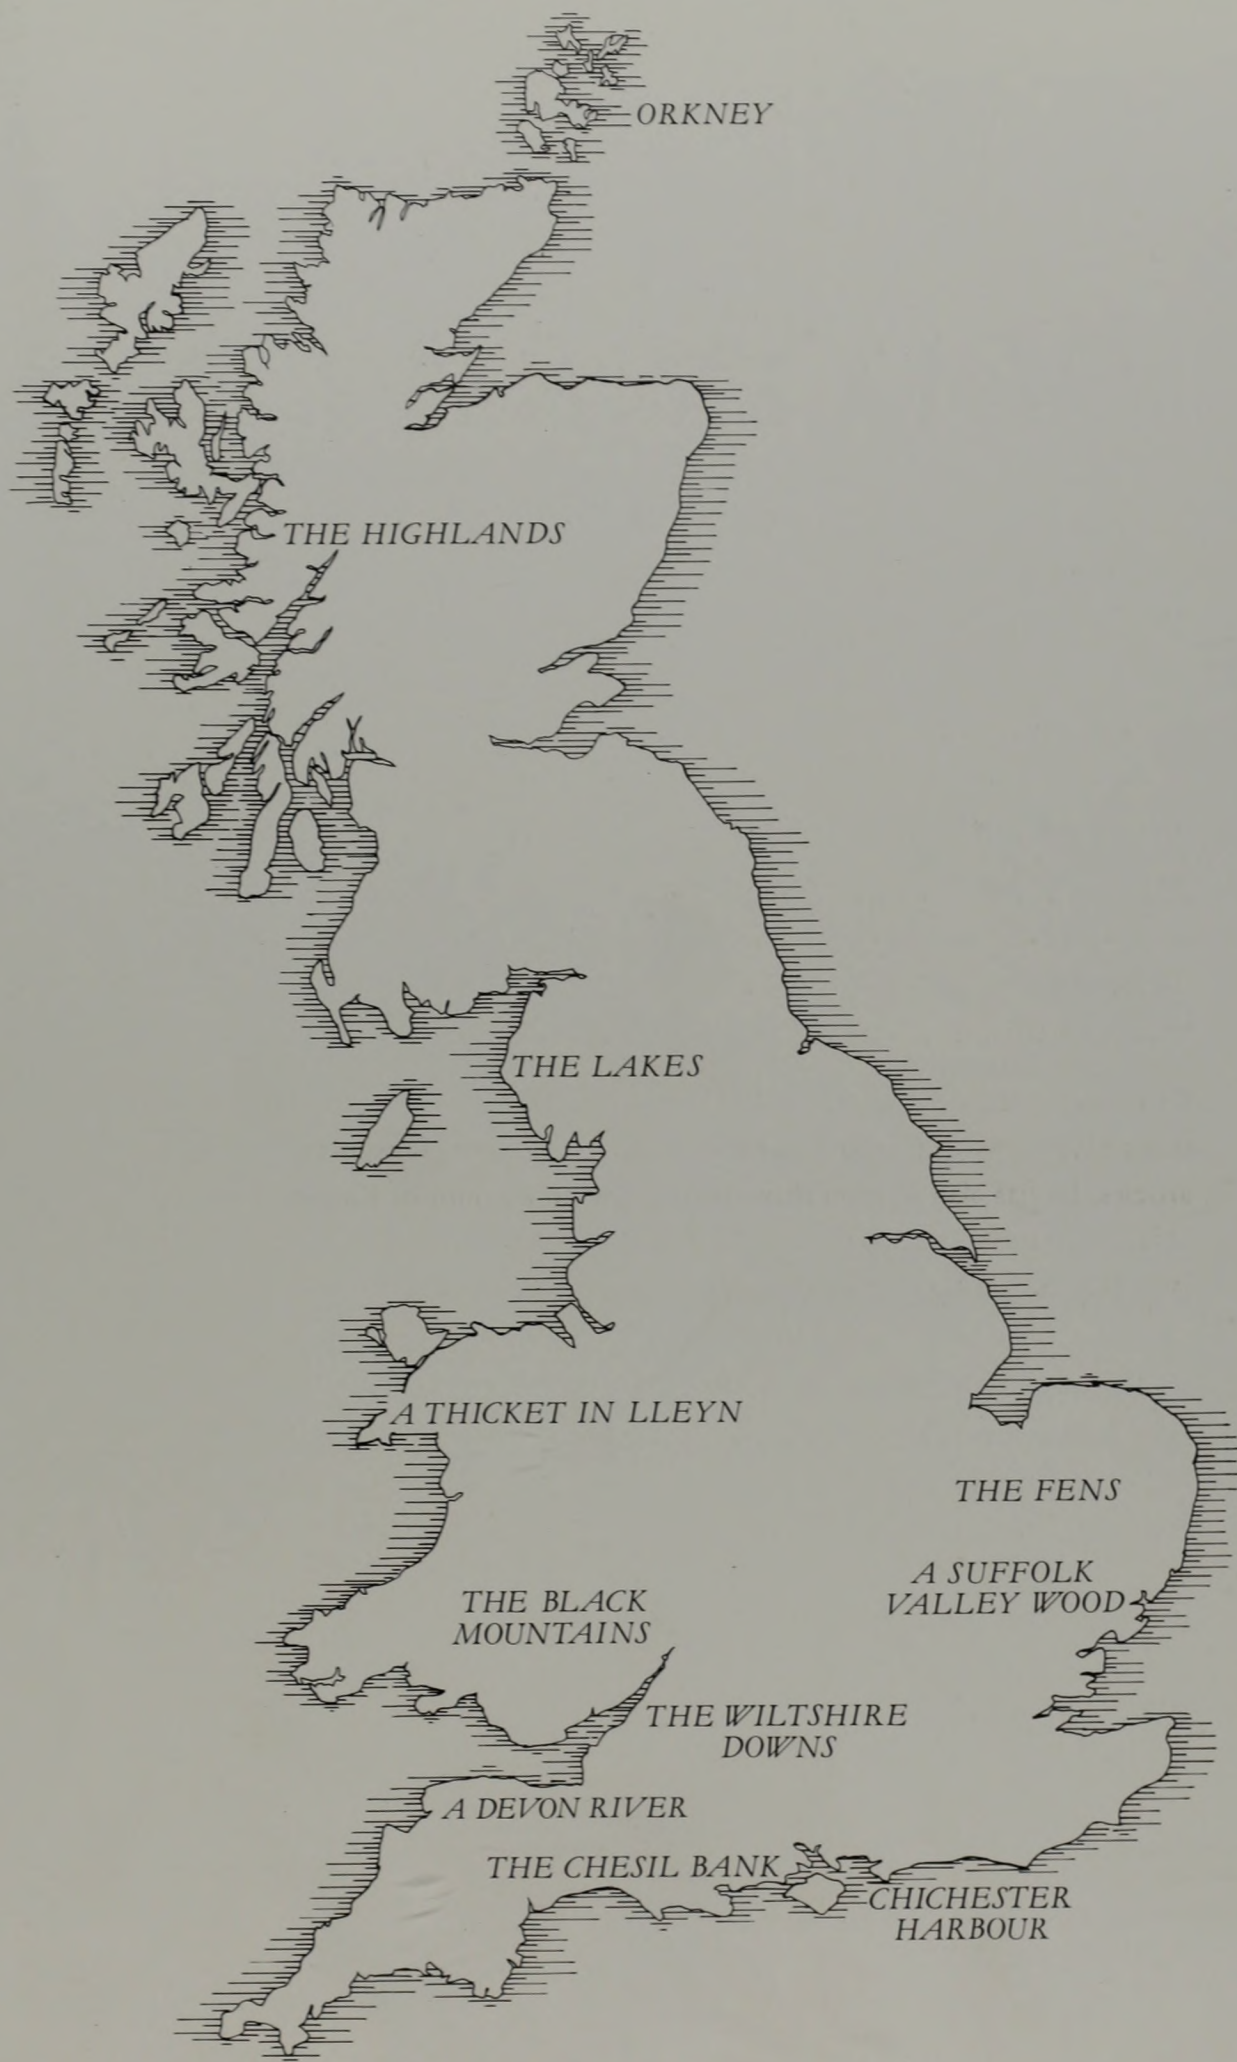 ORKNEY
THE HIGHLANDS
THE LAKES
A THICKET IN LLEYN
THE FENS
A SUFFOLK
VALLEY WOOD
THE BLACK
MOUNTAINS
THE WILTSHIRE
DOWNS
A DEVON RIVER
THE CHESIL BANK
CHICHESTER
HARBOUR